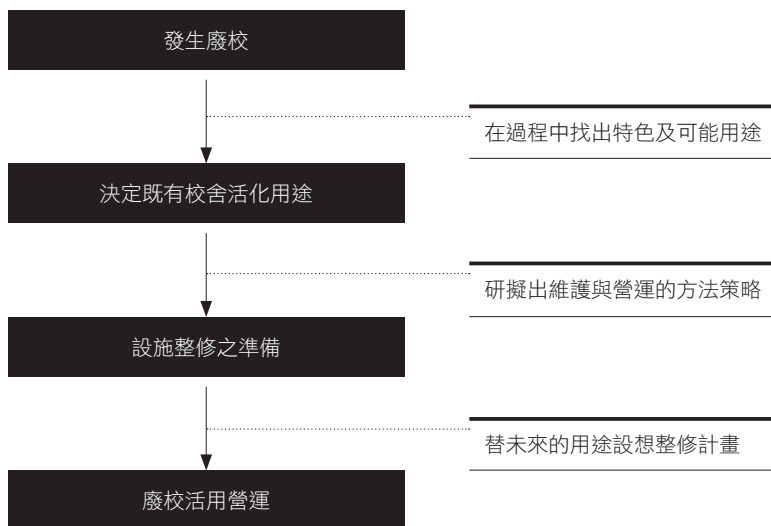 發生廢校
在過程中找出特色及可能用途
決定既有校舍活化用途
研擬出維護與營運的方法策略
設施整修之準備
替未來的用途設想整修計畫
廢校活用營運